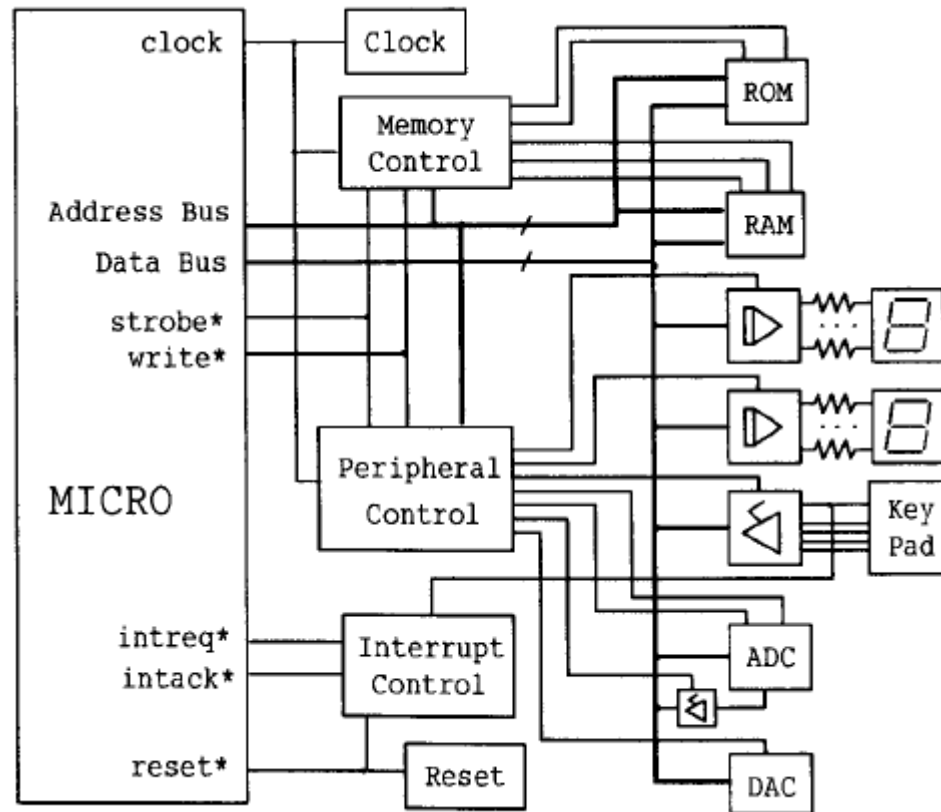 clock
Clock
Memory
Control
ROM
Address Bus
RAM
Data Bus
strobe*
write*
MICRO
Peripheral
Control
Key
Pad
intreq*
intack*
Interrupt
Control
ADC
reset*
Reset
DAC